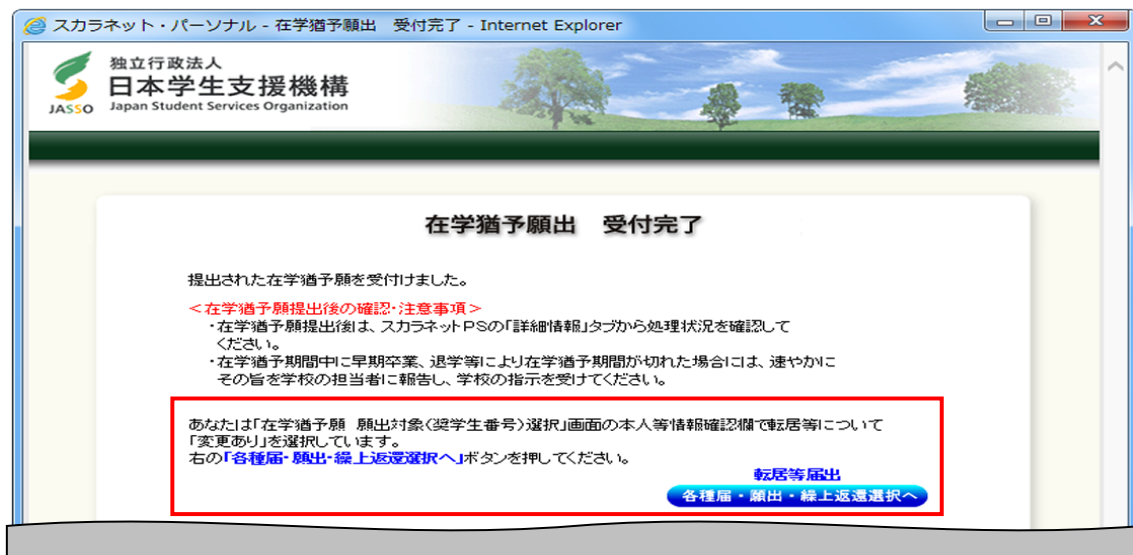 スカラネット・パーソナル - 在学猶予願出　受付完了 - Internet Explorer
独立行政法人
日本学生支援機構
JASSO Japan Student Services Organization
在学猶予願出　受付完了
提出された在学猶予願を受付けました。
＜在学猶予願提出後の確認・注意事項＞
・在学猶予願提出後は、スカラネットPSの「詳細情報」タブから処理状況を確認して
ください。
・在学猶予期間中に早期卒業、退学等により在学猶予期間が切れた場合には、速やかに
その旨を学校の担当者に報告し、学校の指示を受けてください。
あなたは「在学猶予願　願出対象（奨学生番号）選択」画面の本人等情報確認欄で転居等について
「変更あり」を選択しています。
右の「各種届・願出・繰上返還選択へ」ボタンを押してください。
転居等届出
各種届・願出・繰上返還選択へ